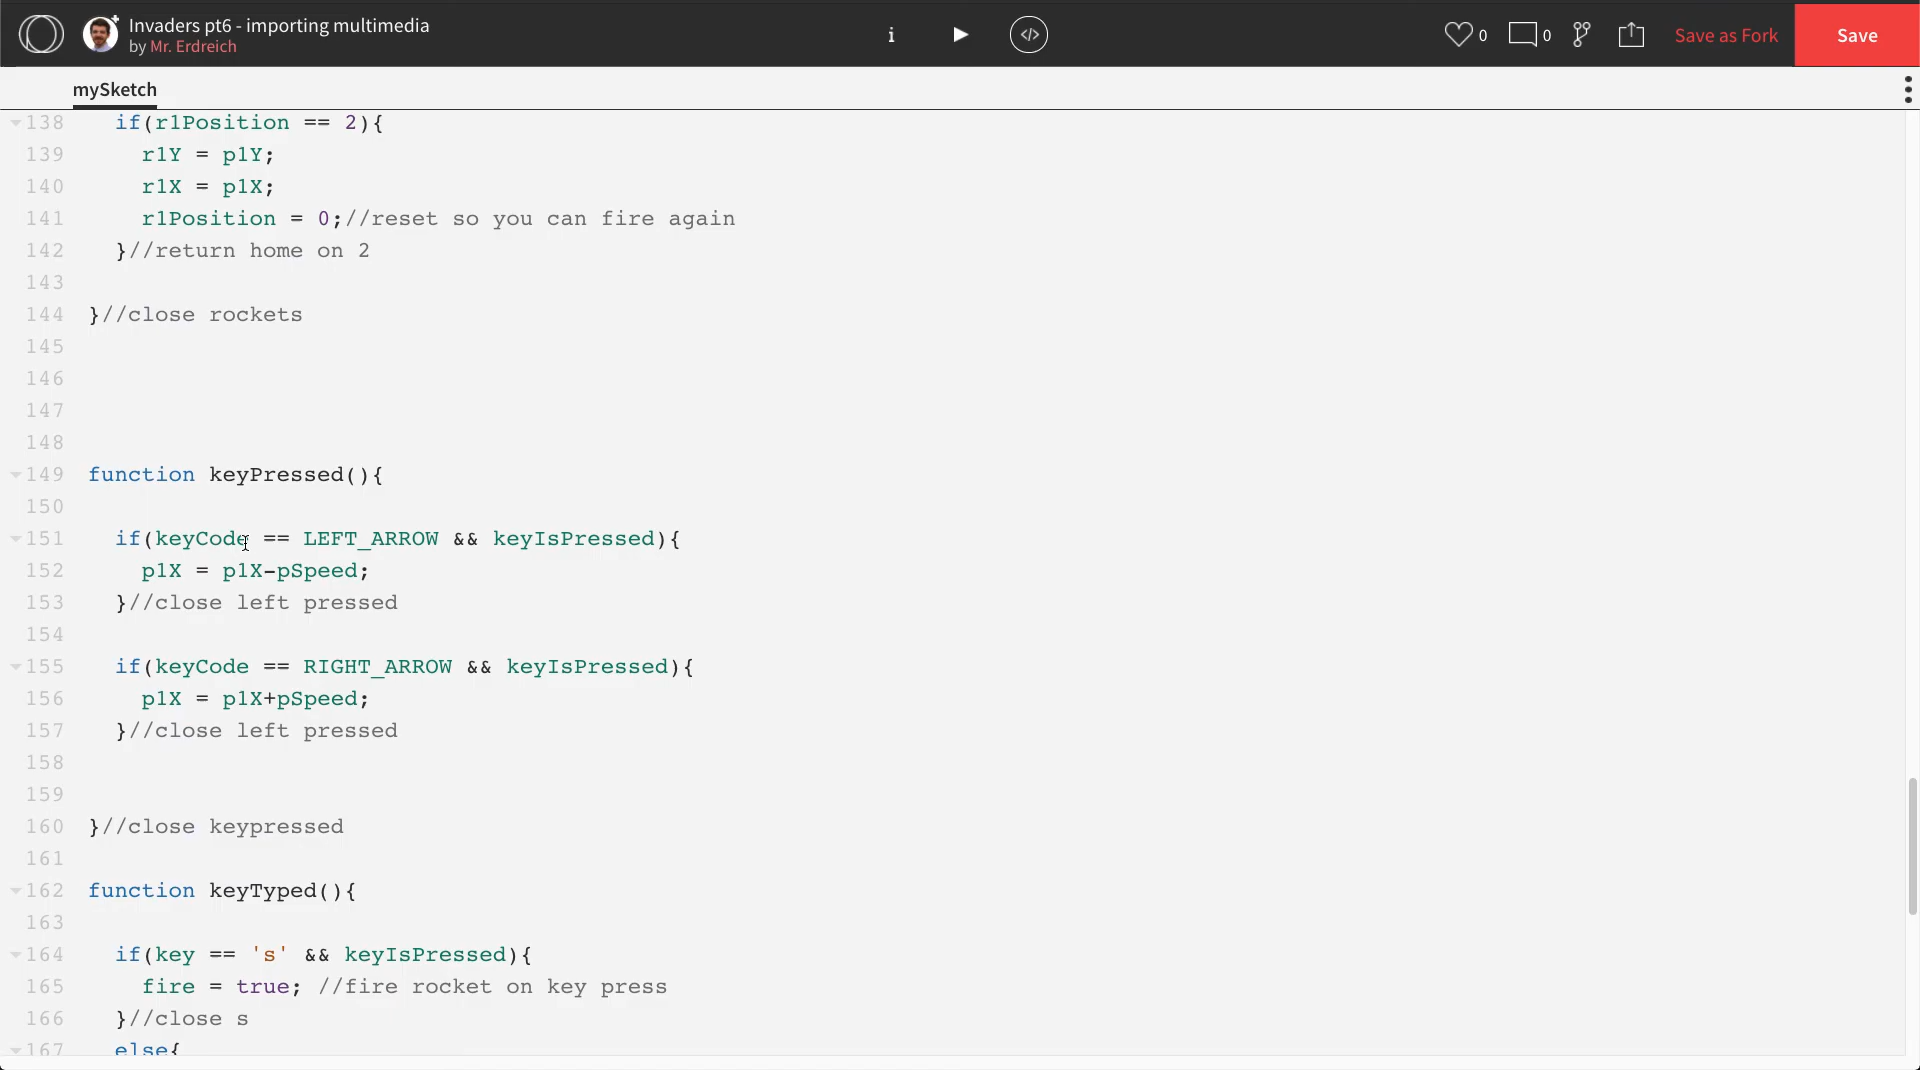 Invaders pt6 - importing multimedia
by Mr. Erdreich
i
</>
0
0
Save as Fork
Save
mySketch
138 if(r1Position == 2){
139 r1Y = p1Y;
140 r1X = p1X;
141 r1Position = 0;//reset so you can fire again
142 }//return home on 2
143
144 }//close rockets
145
146
147
148
149 function keyPressed(){
150
151 if(keyCode == LEFT_ARROW && keyIsPressed){
152 p1X = p1X-pSpeed;
153 }//close left pressed
154
155 if(keyCode == RIGHT_ARROW && keyIsPressed){
156 p1X = p1X+pSpeed;
157 }//close left pressed
158
159
160 }//close keypressed
161
162 function keyTyped(){
163
164 if(key == 's' && keyIsPressed){
165 fire = true; //fire rocket on key press
166 }//close s
167 else{